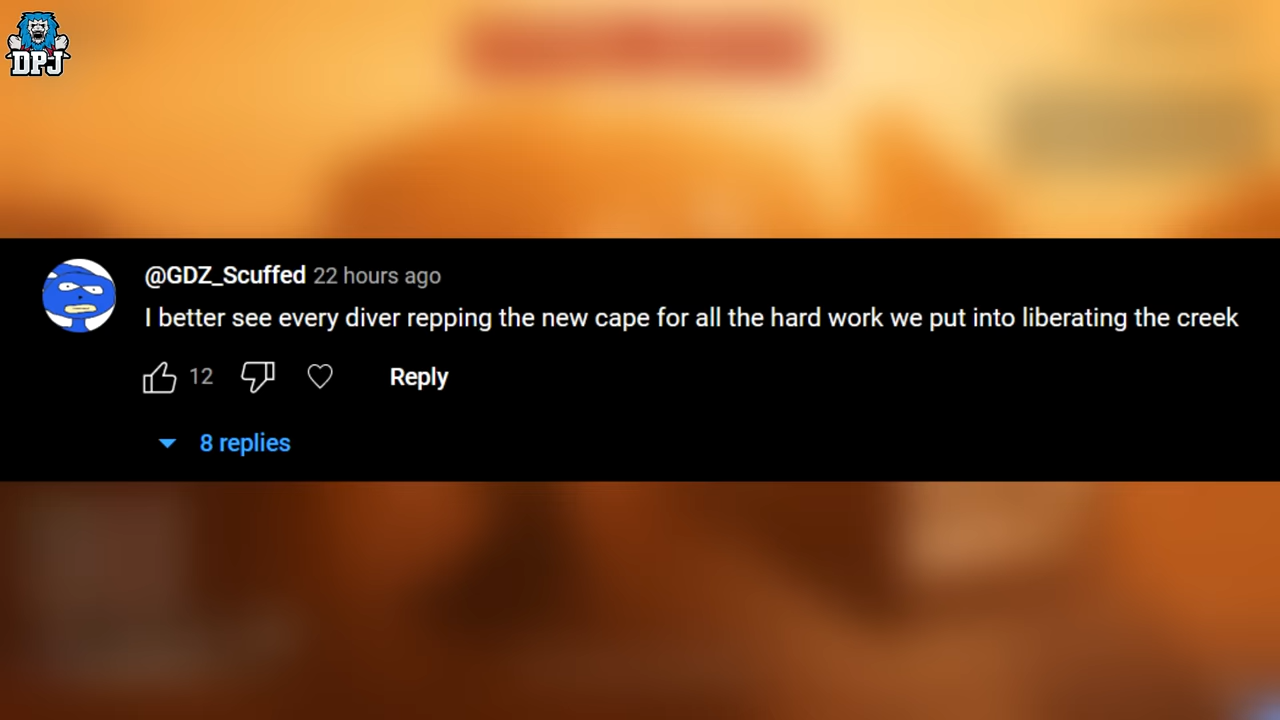 DPJ
@GDZ_Scuffed 22 hours ago
I better see every diver repping the new cape for all the hard work we put into liberating the creek
12
Reply
8 replies